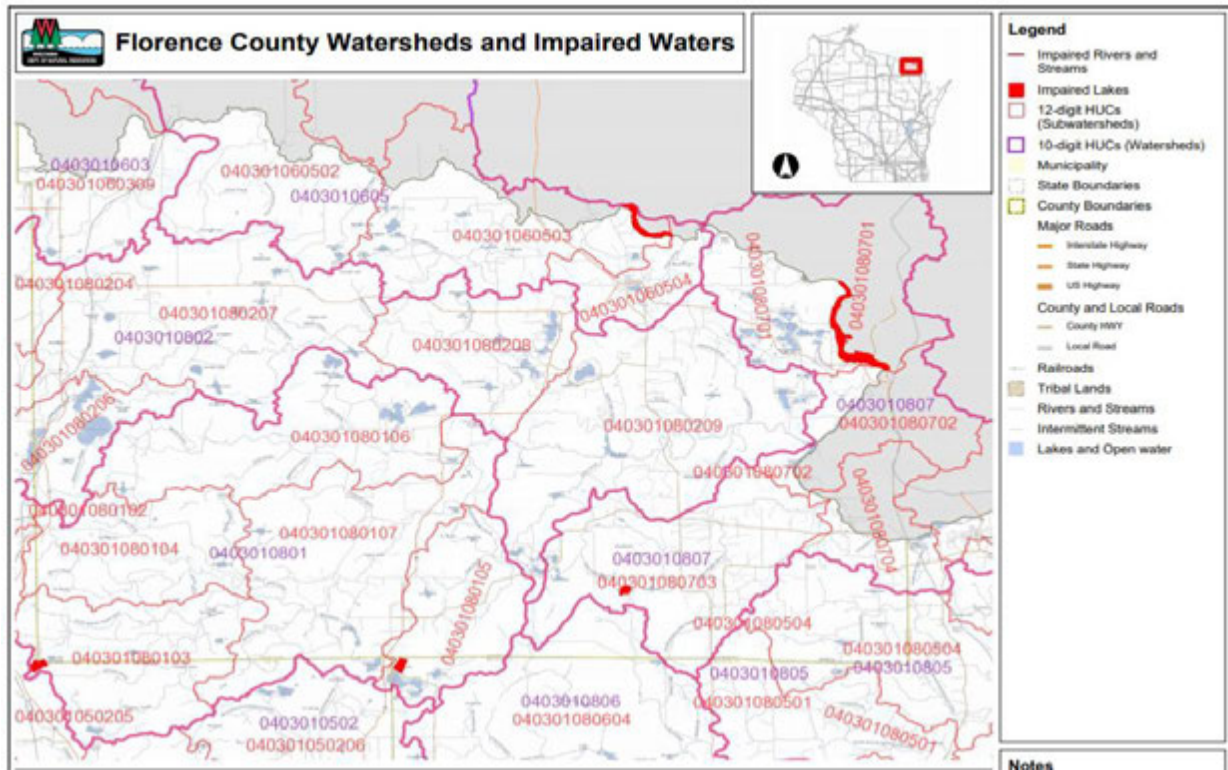 Florence County Watersheds and Impaired Waters
Legend
Impaired Rivers and
Streams
Impaired Lakes
12-digit HUCs
(Subwatersheds)
10-digit HUCs (Watersheds)
Municipality
State Boundaries
County Boundaries
Major Roads
Interstate Highway
State Highway
US Highway
County and Local Roads
County HWY
Local Road
Railroads
Tribal Lands
Rivers and Streams
Intermittent Streams
Lakes and Open water
Notes
0403010603
040301060309
040301060502
0403010605
040301060503
040301060504
040301080701
040301080701
040301080204
040301080207
0403010802
040301080208
040301080206
040301080106
040301080209
0403010807
040301080702
040301080702
040301080102
040301080104
0403010801
040301080107
040301080105
0403010807
040301080703
040301080704
040301080504
040301080504
0403010805
0403010805
040301080103
040301050205
0403010502
040301050206
0403010806
040301080604
040301080501
040301080501